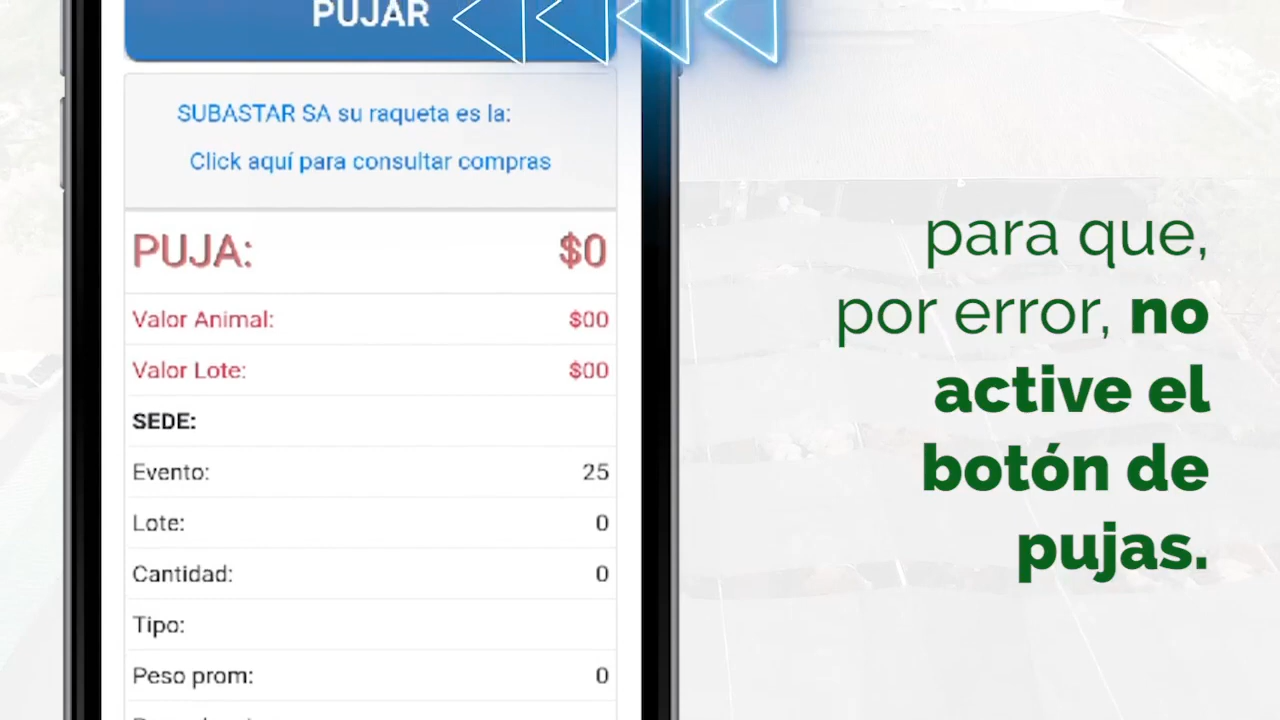 PUJAR
SUBASTAR SA su raqueta es la:
Click aquí para consultar compras
PUJA: $0
Valor Animal: $00
Valor Lote: $00
SEDE:
Evento: 25
Lote: 0
Cantidad: 0
Tipo:
Peso prom: 0
para que,
por error, no
active el
botón de
pujas.